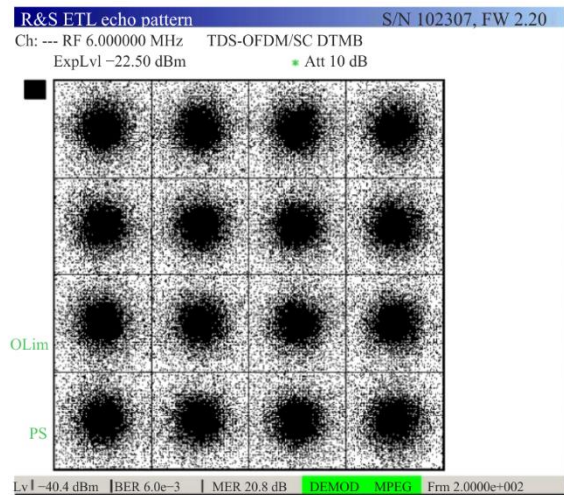 R&S ETL echo pattern S/N 102307, FW 2.20
Ch: --- RF 6.000000 MHz TDS-OFDM/SC DTMB
ExpLvl −22.50 dBm * Att 10 dB
OLim
PS
Lvl −40.4 dBm BER 6.0e−3 MER 20.8 dB DEMOD MPEG Frm 2.0000e+002